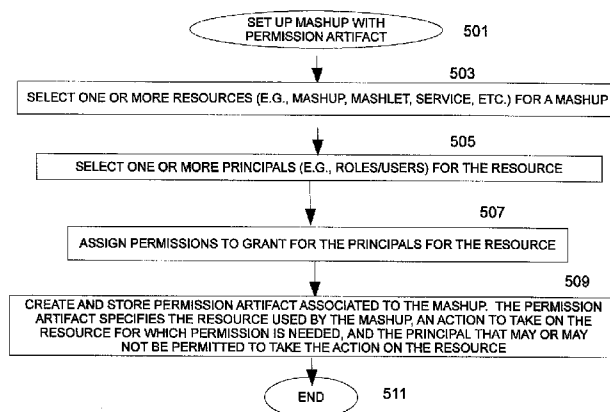 SET UP MASHUP WITH
PERMISSION ARTIFACT
501
503
SELECT ONE OR MORE RESOURCES (E.G., MASHUP, MASHLET, SERVICE, ETC.) FOR A MASHUP
505
SELECT ONE OR MORE PRINCIPALS (E.G., ROLES/USERS) FOR THE RESOURCE
507
ASSIGN PERMISSIONS TO GRANT FOR THE PRINCIPALS FOR THE RESOURCE
509
CREATE AND STORE PERMISSION ARTIFACT ASSOCIATED TO THE MASHUP. THE PERMISSION
ARTIFACT SPECIFIES THE RESOURCE USED BY THE MASHUP, AN ACTION TO TAKE ON THE
RESOURCE FOR WHICH PERMISSION IS NEEDED, AND THE PRINCIPAL THAT MAY OR MAY
NOT BE PERMITTED TO TAKE THE ACTION ON THE RESOURCE
END
511